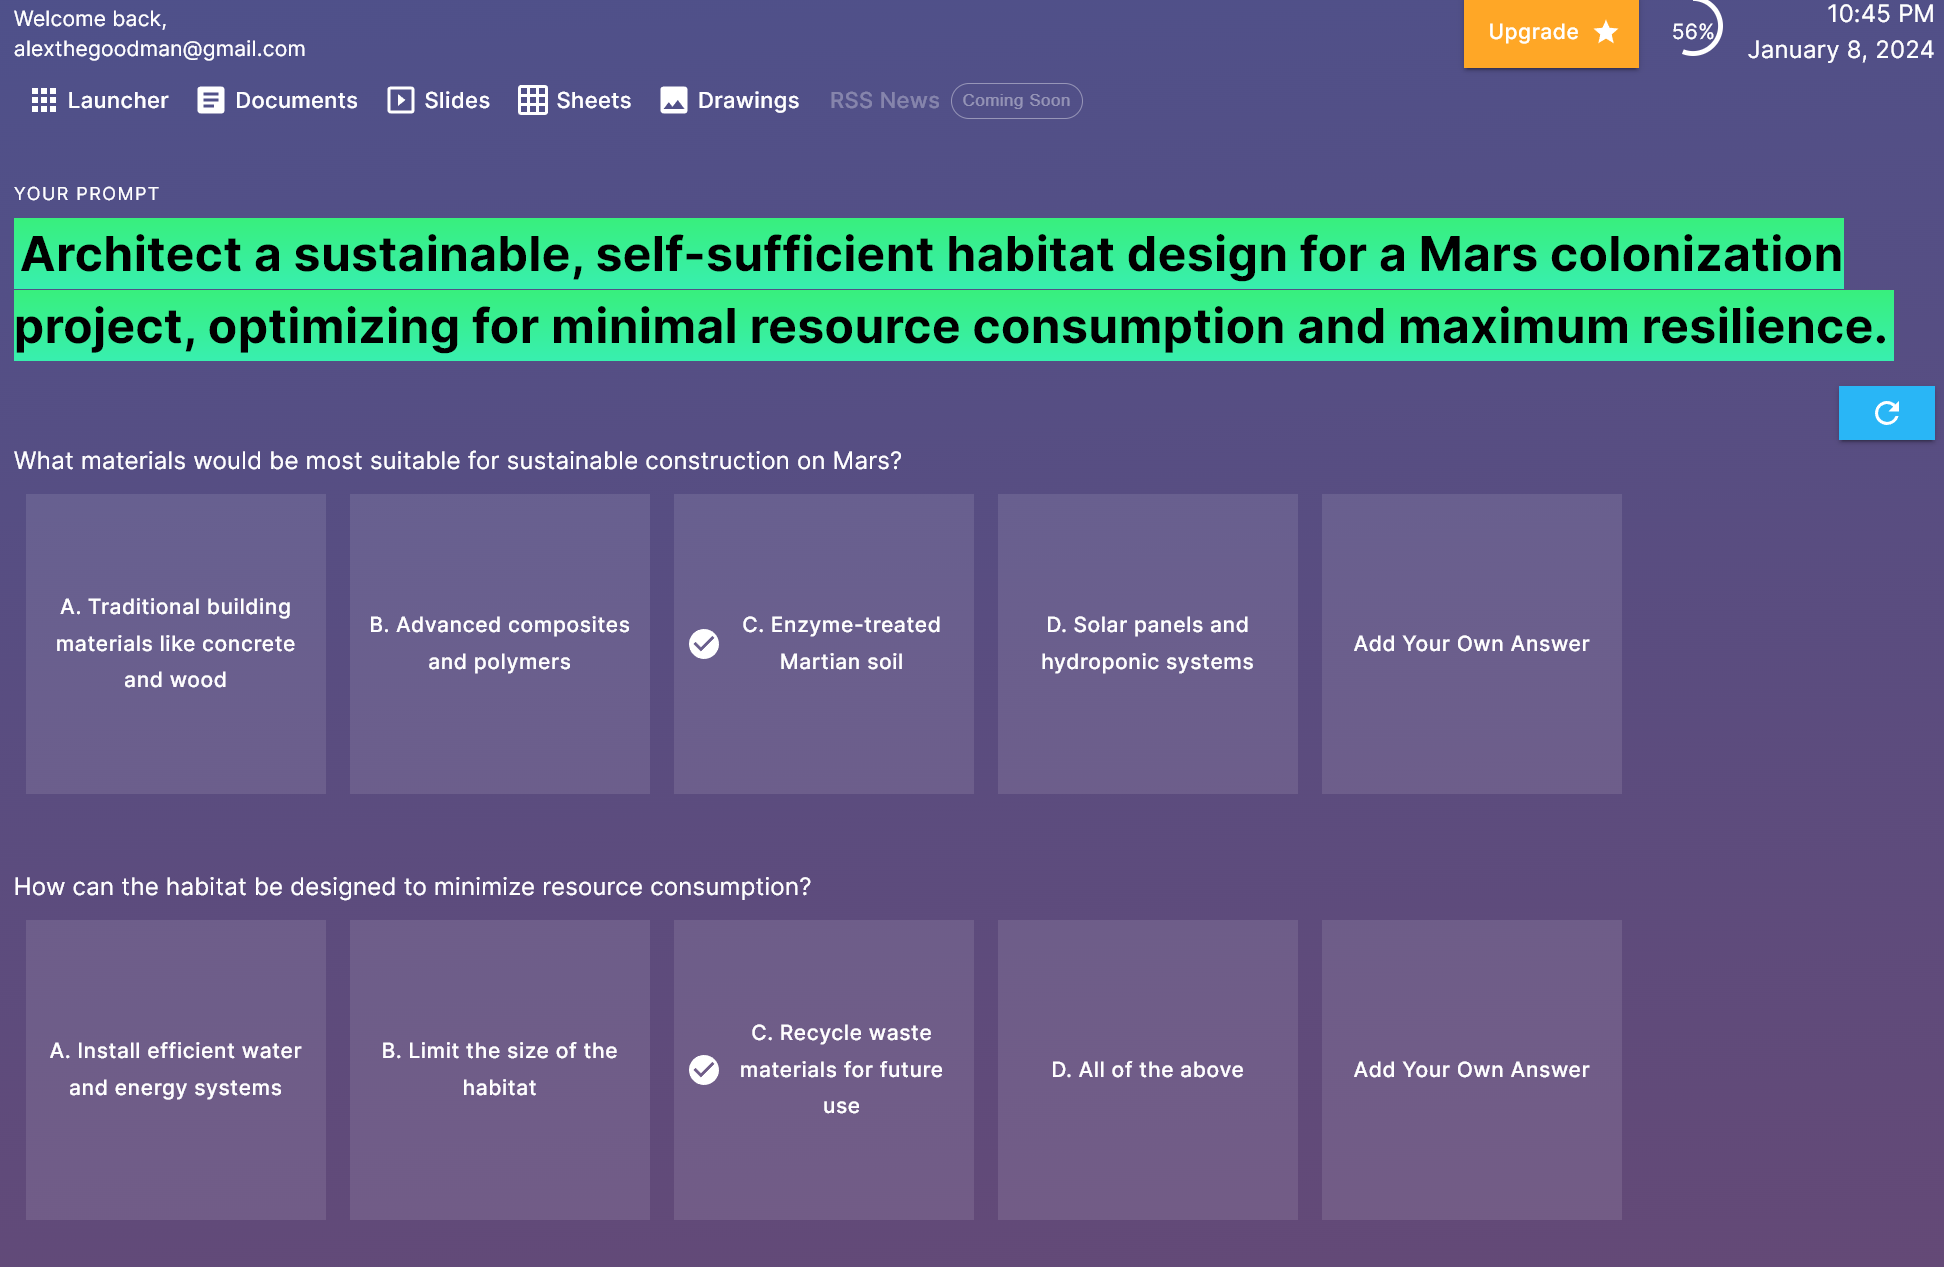 Welcome back,
alexthegoodman@gmail.com
Upgrade
56%
10:45 PM
January 8, 2024
Launcher
Documents
Slides
Sheets
Drawings
RSS News
Coming Soon
YOUR PROMPT
Architect a sustainable, self-sufficient habitat design for a Mars colonization
project, optimizing for minimal resource consumption and maximum resilience.
What materials would be most suitable for sustainable construction on Mars?
A. Traditional building
materials like concrete
and wood
B. Advanced composites
and polymers
C. Enzyme-treated
Martian soil
D. Solar panels and
hydroponic systems
Add Your Own Answer
How can the habitat be designed to minimize resource consumption?
A. Install efficient water
and energy systems
B. Limit the size of the
habitat
C. Recycle waste
materials for future
use
D. All of the above
Add Your Own Answer